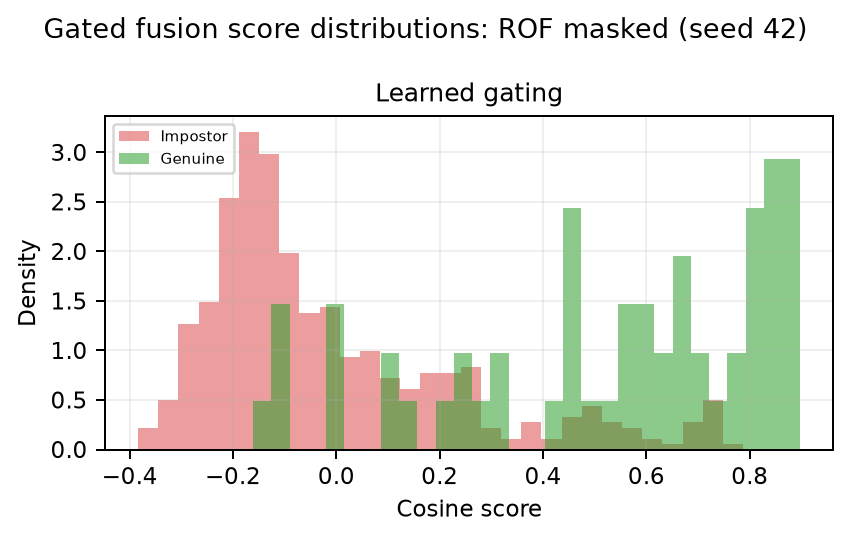 Gated fusion score distributions: ROF masked (seed 42)
Learned gating
Impostor
Genuine
3.0
2.5
2.0
1.5
1.0
0.5
0.0
Density
−0.4 −0.2 0.0 0.2 0.4 0.6 0.8
Cosine score